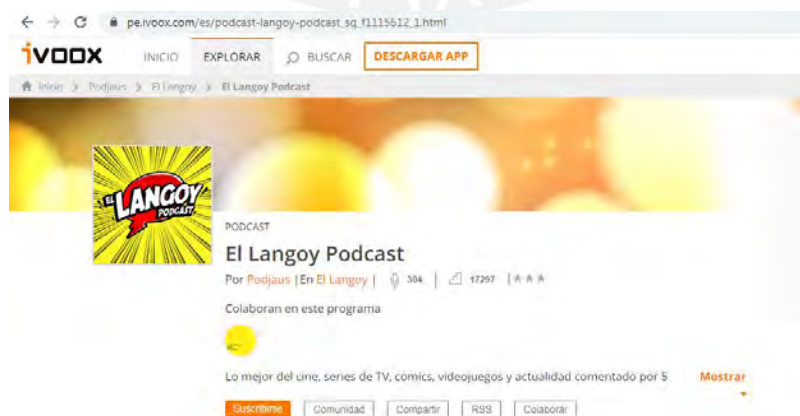 pe.ivoox.com/es/podcast-langoy-podcast_sq_f1115612_1.html
iVOOX INICIO EXPLORAR BUSCAR DESCARGAR APP
Inicio > Podjaus > El Langoy > El Langoy Podcast
EL LANGOY PODCAST
PODCAST
El Langoy Podcast
Por Podjaus | En El Langoy | 304 | 17297 |
Colaboran en este programa
Lo mejor del cine, series de TV, comics, videojuegos y actualidad comentado por 5 Mostrar
Suscribirse Comunidad Compartir RSS Colaborar